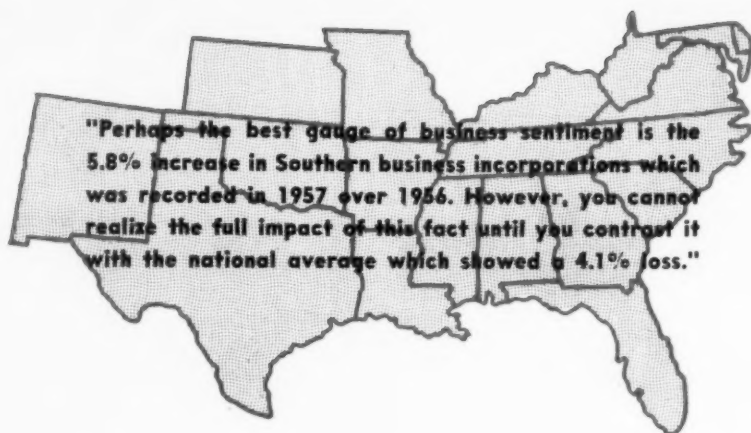 "Perhaps the best gauge of business sentiment is the
5.8% increase in Southern business incorporations which
was recorded in 1957 over 1956. However, you cannot
realize the full impact of this fact until you contrast it
with the national average which showed a 4.1% loss."